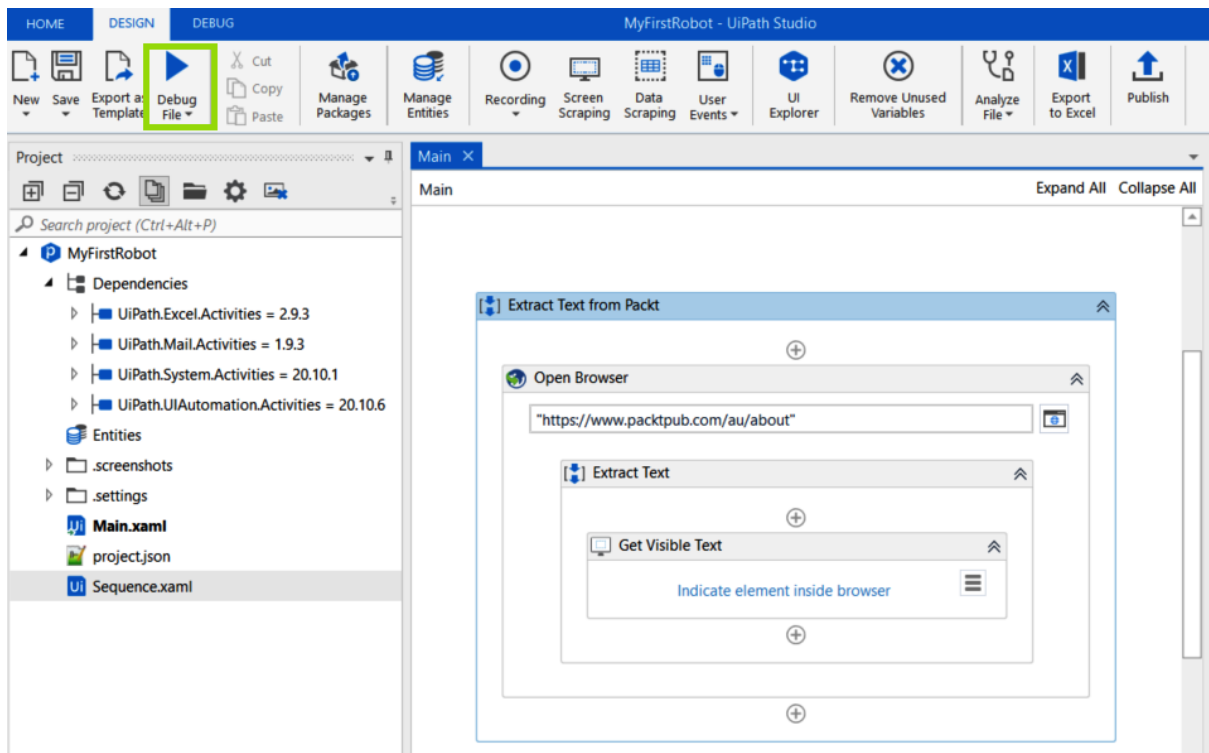 HOME DESIGN DEBUG MyFirstRobot - UiPath Studio
New
Save
Export as
Template
Debug
File
Cut
Copy
Paste
Manage
Packages
Manage
Entities
Recording
Screen
Scraping
Data
Scraping
User
Events
UI
Explorer
Remove Unused
Variables
Analyze
File
Export
to Excel
Publish
Project
Search project (Ctrl+Alt+P)
MyFirstRobot
Dependencies
UiPath.Excel.Activities = 2.9.3
UiPath.Mail.Activities = 1.9.3
UiPath.System.Activities = 20.10.1
UiPath.UIAutomation.Activities = 20.10.6
Entities
.screenshots
.settings
Ui Main.xaml
project.json
Ui Sequence.xaml
Main
Main Expand All Collapse All
Extract Text from Packt
Open Browser
"https://www.packtpub.com/au/about"
Extract Text
Get Visible Text
Indicate element inside browser